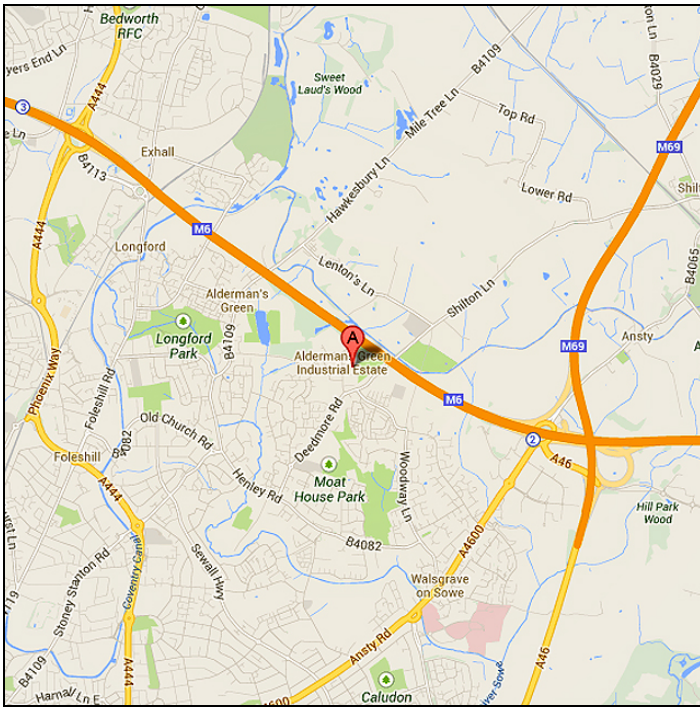 Bedworth
RFC
yers End Ln
A444
3
B4113
Exhall
Sweet
Laud's Wood
B4109
Mile Tree Ln
Top Rd
Lower Rd
B4029
M69
Hawkesbury Ln
A444
Longford
M6
Lenton's Ln
Shilton Ln
B4065
Alderman's
Green
Longford
Park
B4109
A
Alderman's Green
Industrial Estate
M69
Ansty
Phoenix Way
Foleshill Rd
B4082
Old Church Rd
Deedmore Rd
M6
2
A46
Foleshill
A444
Henley Rd
Moat
House Park
Woodway Ln
A4600
Hill Park
Wood
B4082
Coventry Canal
Stoney Stanton Rd
Sewall Hwy
Walsgrave
on Sowe
Ansty Rd
A46
B4109
A444
Caludon